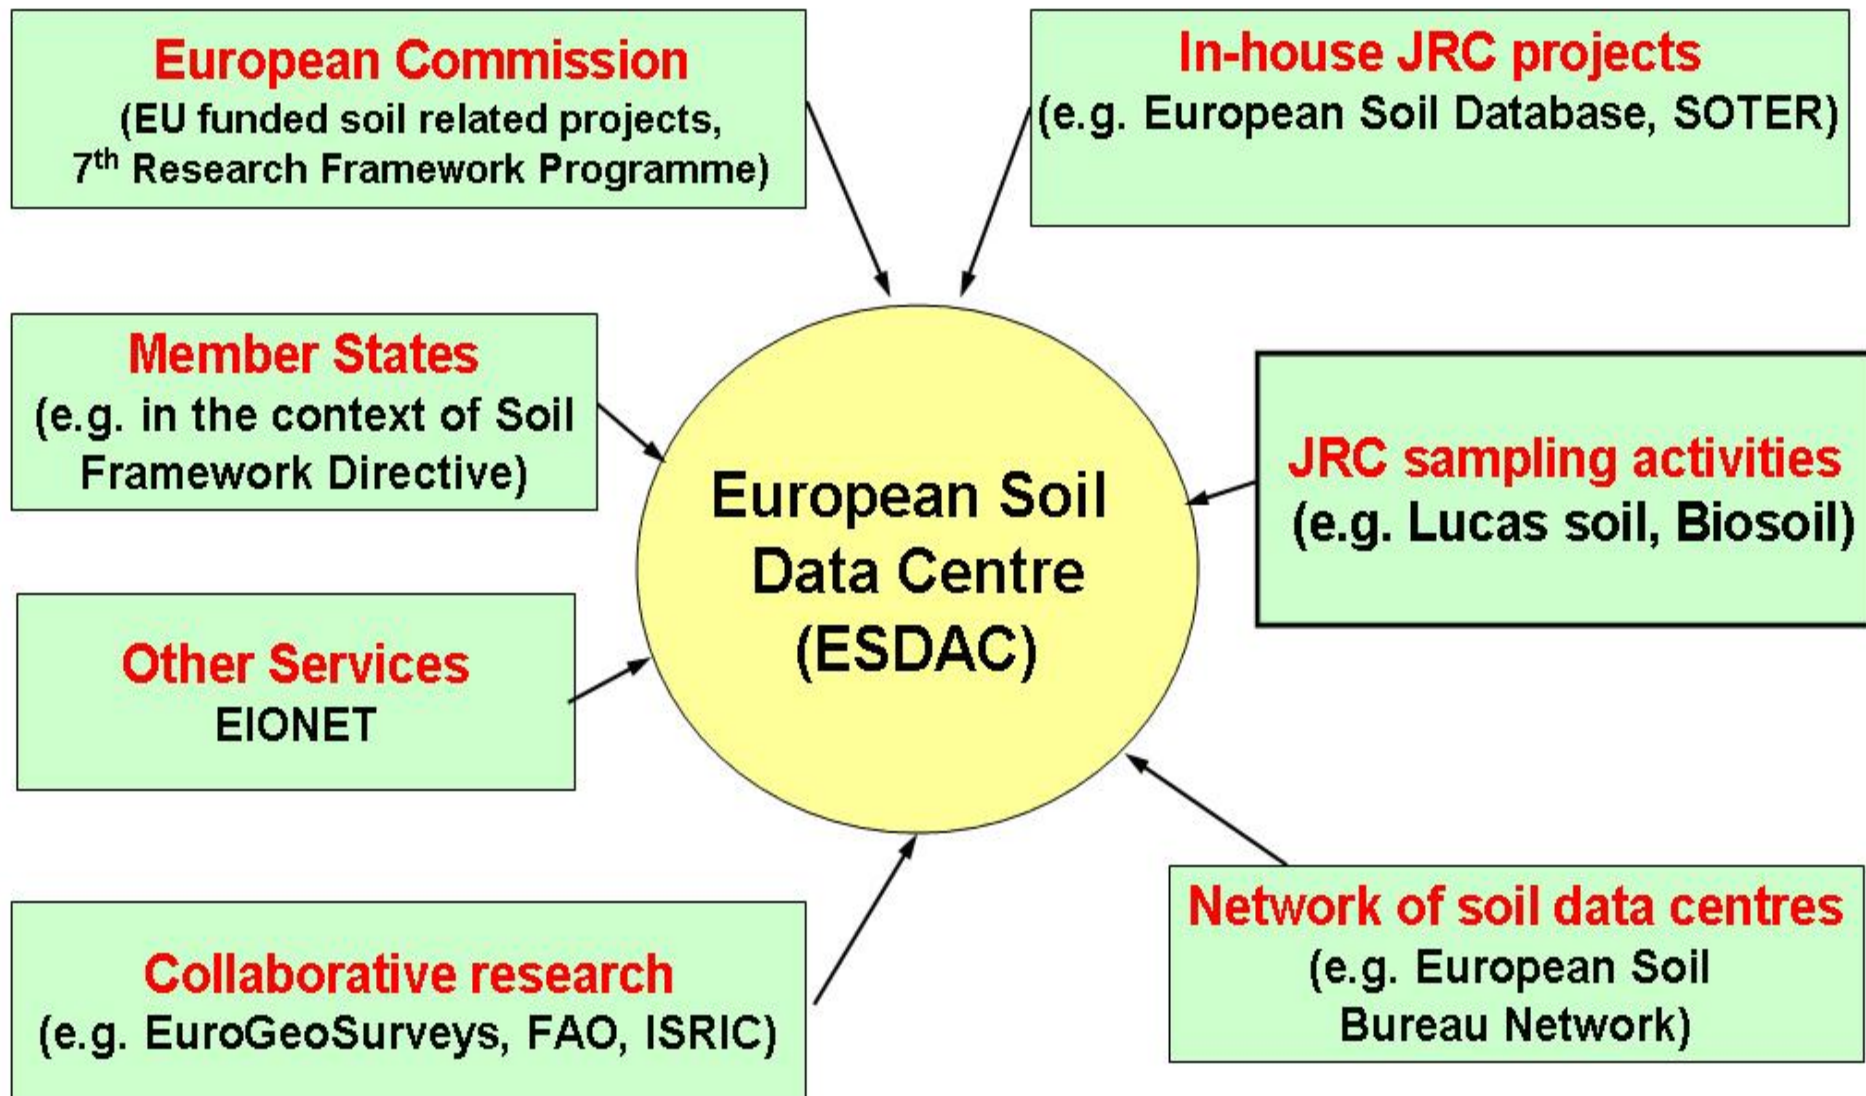 European Commission
(EU funded soil related projects,
7th Research Framework Programme)
In-house JRC projects
(e.g. European Soil Database, SOTER)
Member States
(e.g. in the context of Soil
Framework Directive)
European Soil
Data Centre
(ESDAC)
JRC sampling activities
(e.g. Lucas soil, Biosoil)
Other Services
EIONET
Collaborative research
(e.g. EuroGeoSurveys, FAO, ISRIC)
Network of soil data centres
(e.g. European Soil
Bureau Network)